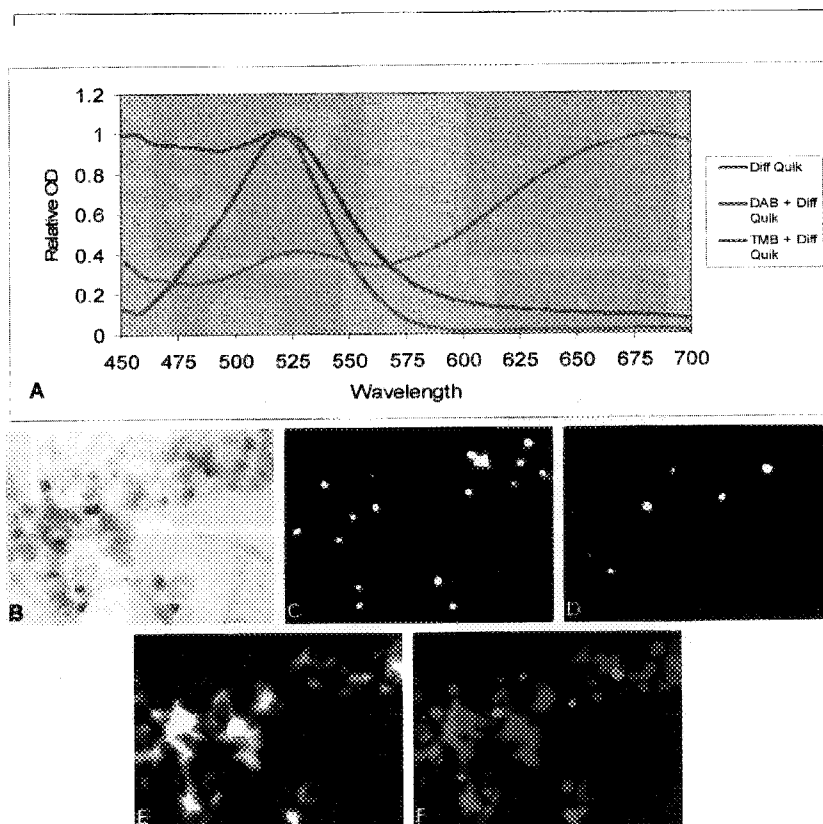 1.2
1
0.8
0.6
0.4
0.2
0
Relative OD
450 475 500 525 550 575 600 625 650 675 700
Wavelength
Diff Quik
DAB + Diff
Quik
TMB + Diff
Quik
A
B
C
D
E
F